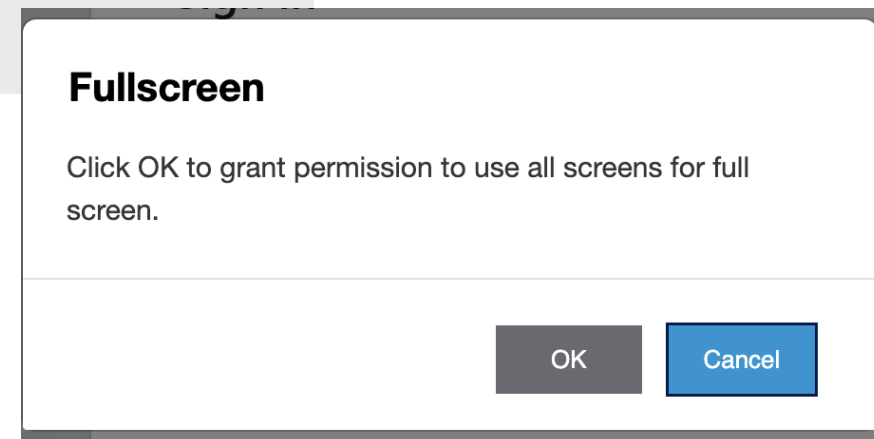 Fullscreen
Click OK to grant permission to use all screens for full
screen.
OK
Cancel